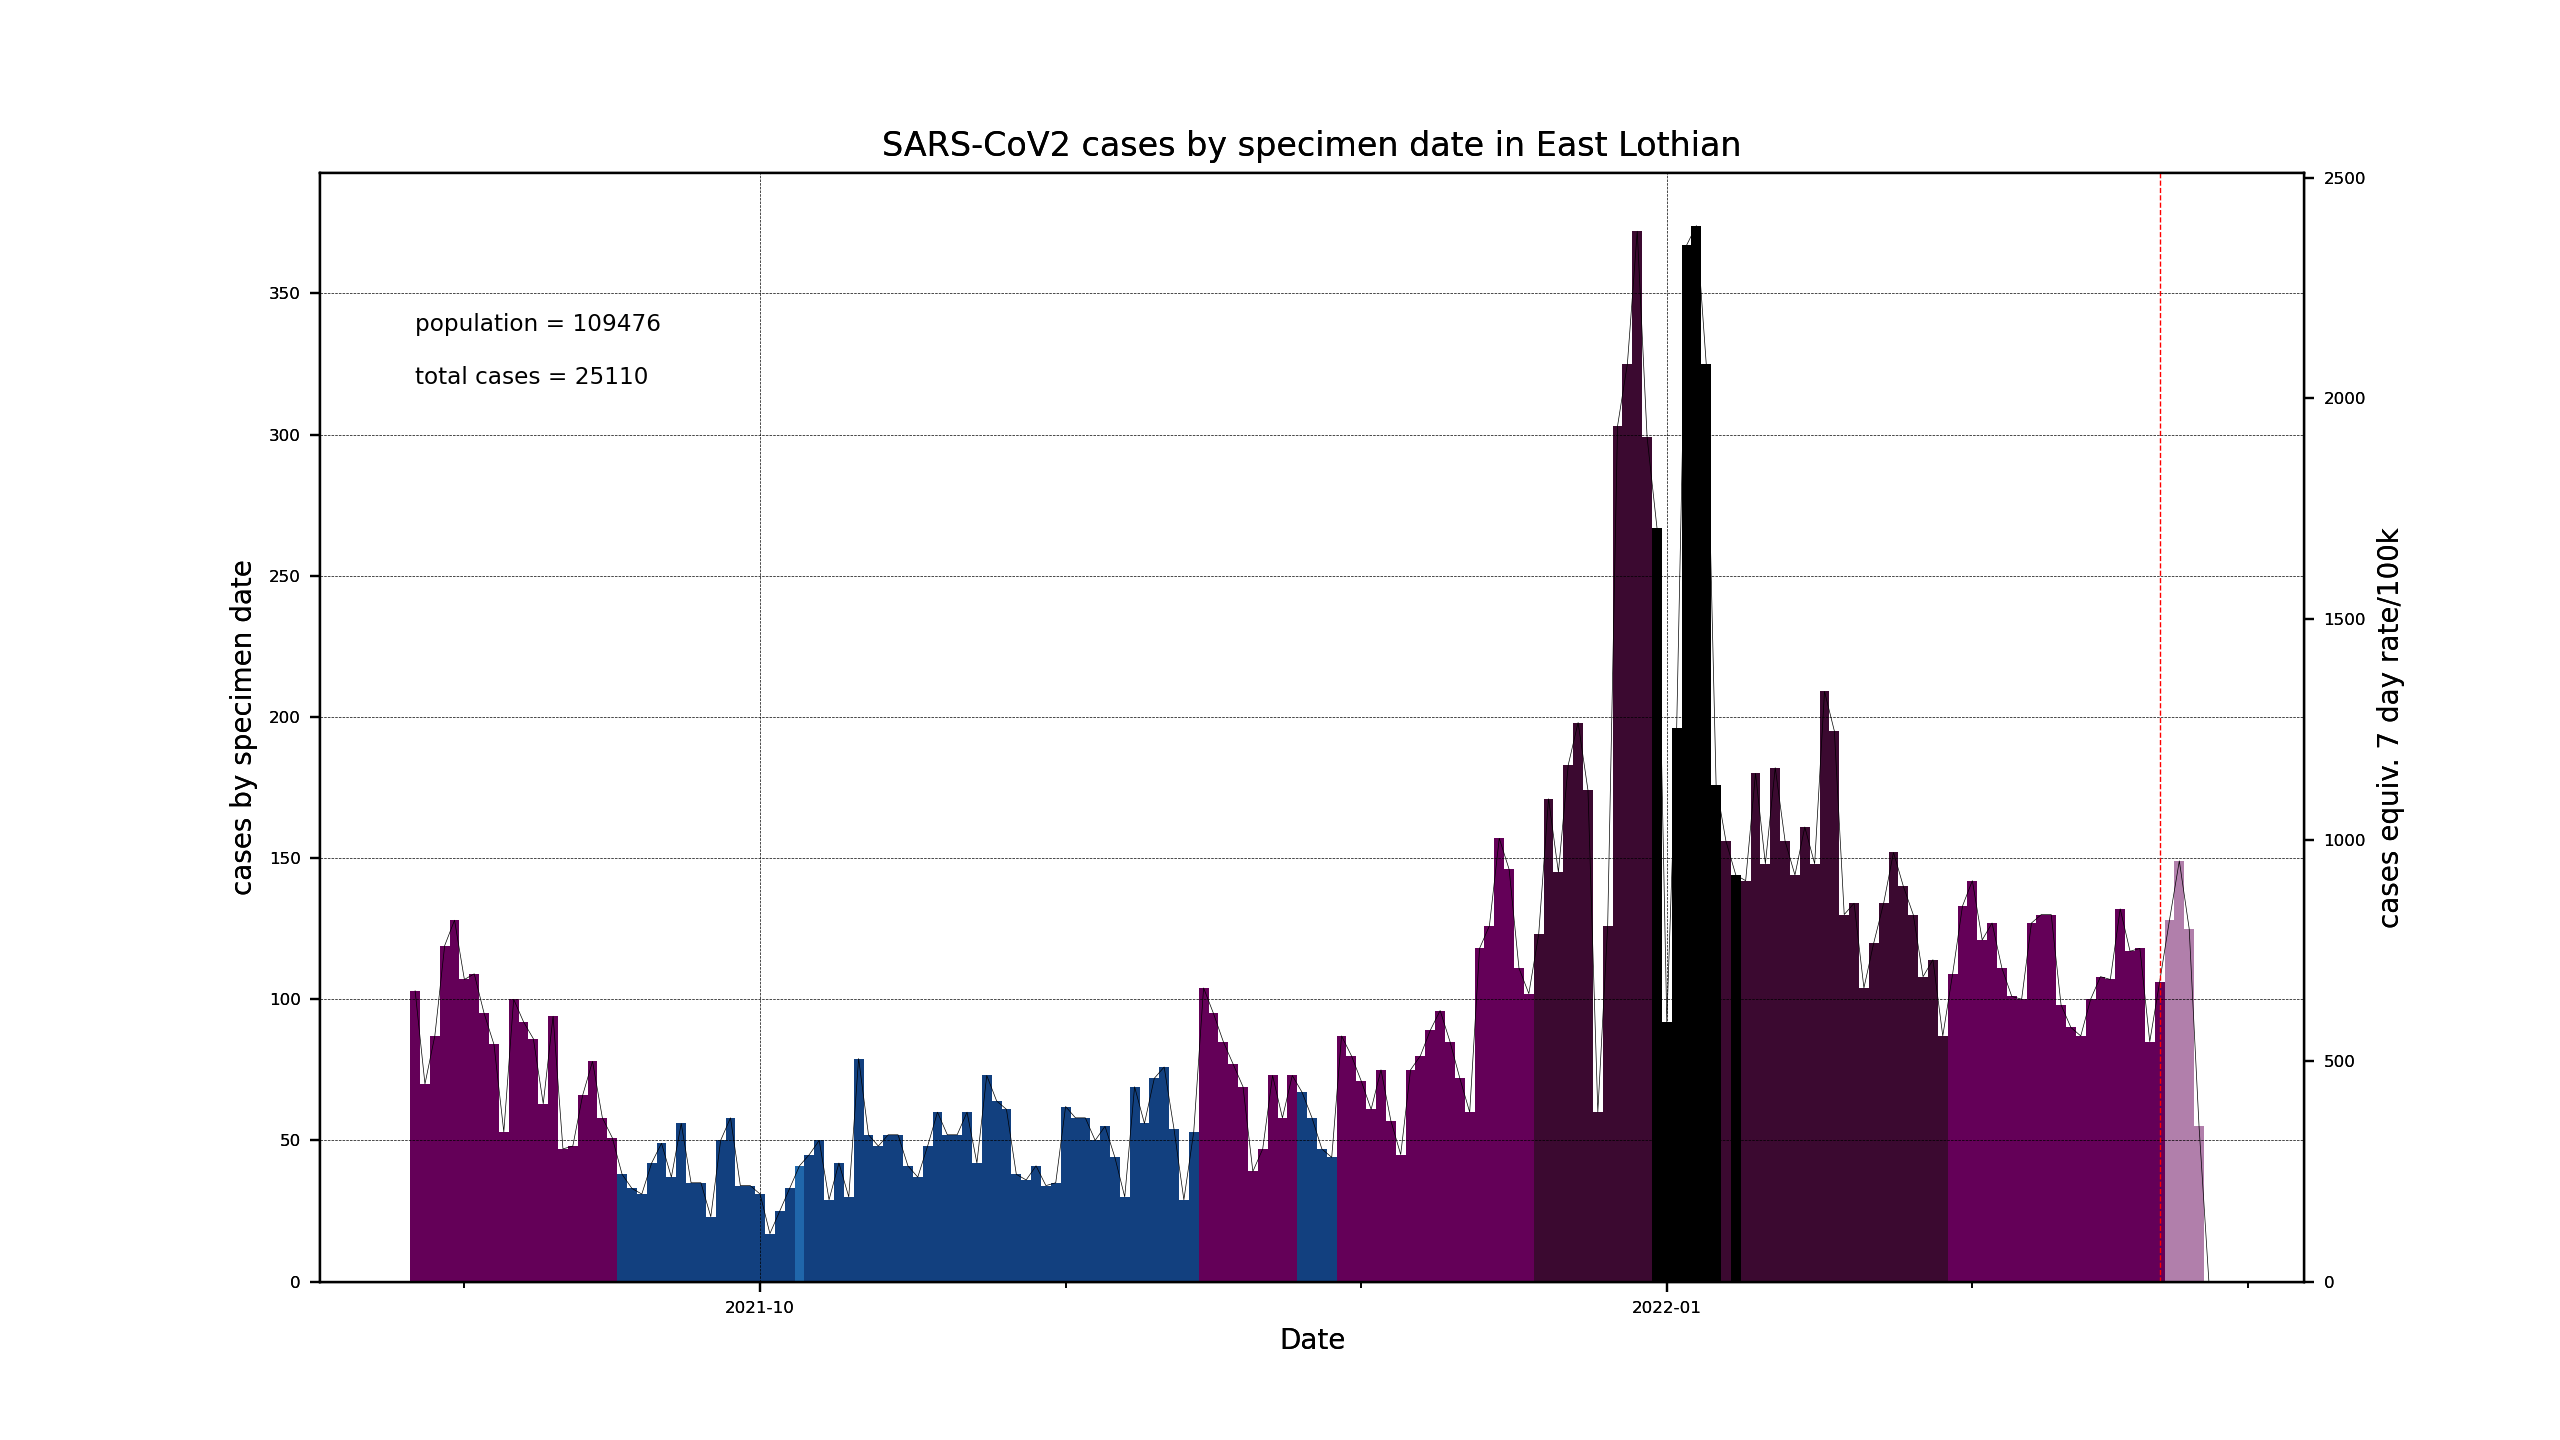 SARS-CoV2 cases by specimen date in East Lothian
population = 109476
total cases = 25110
cases by specimen date
350
300
250
200
150
100
50
0
2500
2000
1500
1000
500
0
cases equiv. 7 day rate/100k
2021-10
2022-01
Date